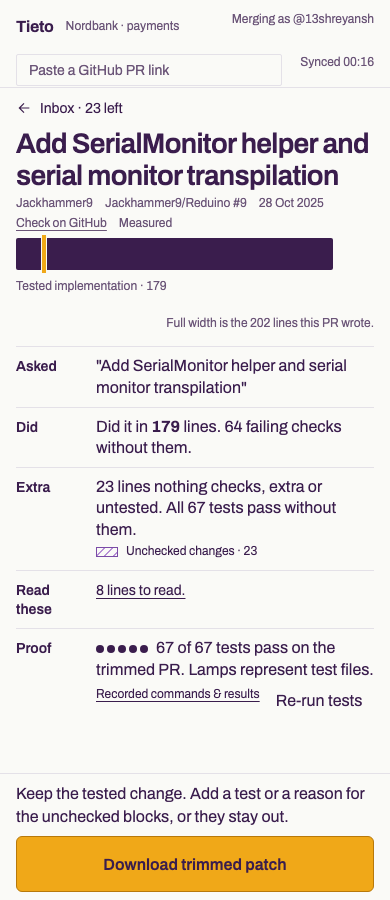 Tieto Nordbank · payments Merging as @13shreyansh
Paste a GitHub PR link Synced 00:16
← Inbox · 23 left
Add SerialMonitor helper and
serial monitor transpilation
Jackhammer9 Jackhammer9/Reduino #9 28 Oct 2025
Check on GitHub Measured
Tested implementation · 179
Full width is the 202 lines this PR wrote.
Asked "Add SerialMonitor helper and serial
monitor transpilation"
Did Did it in 179 lines. 64 failing checks
without them.
Extra 23 lines nothing checks, extra or
untested. All 67 tests pass without
them.
Unchecked changes · 23
Read 8 lines to read.
these
Proof 67 of 67 tests pass on the
trimmed PR. Lamps represent test files.
Recorded commands & results Re-run tests
Keep the tested change. Add a test or a reason for
the unchecked blocks, or they stay out.
Download trimmed patch